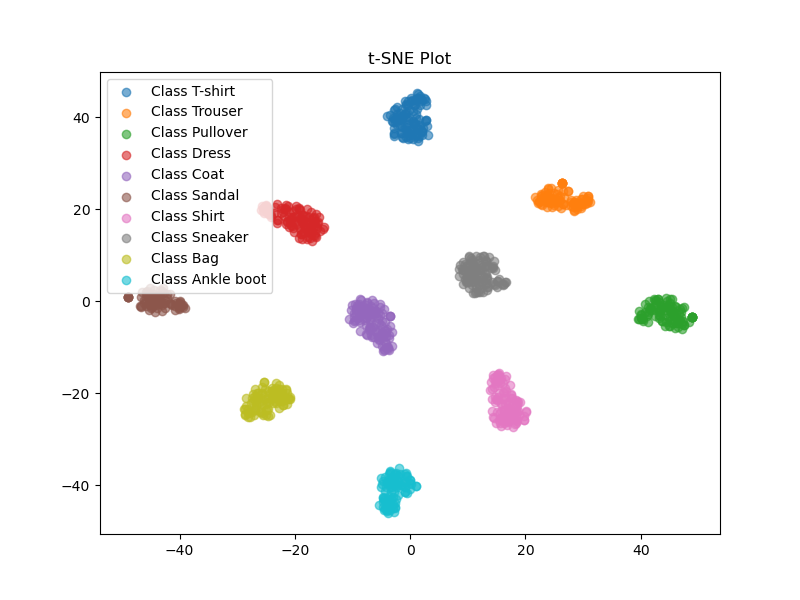 t-SNE Plot
Class T-shirt
Class Trouser
Class Pullover
Class Dress
Class Coat
Class Sandal
Class Shirt
Class Sneaker
Class Bag
Class Ankle boot
40
20
0
−20
−40
−40 −20 0 20 40